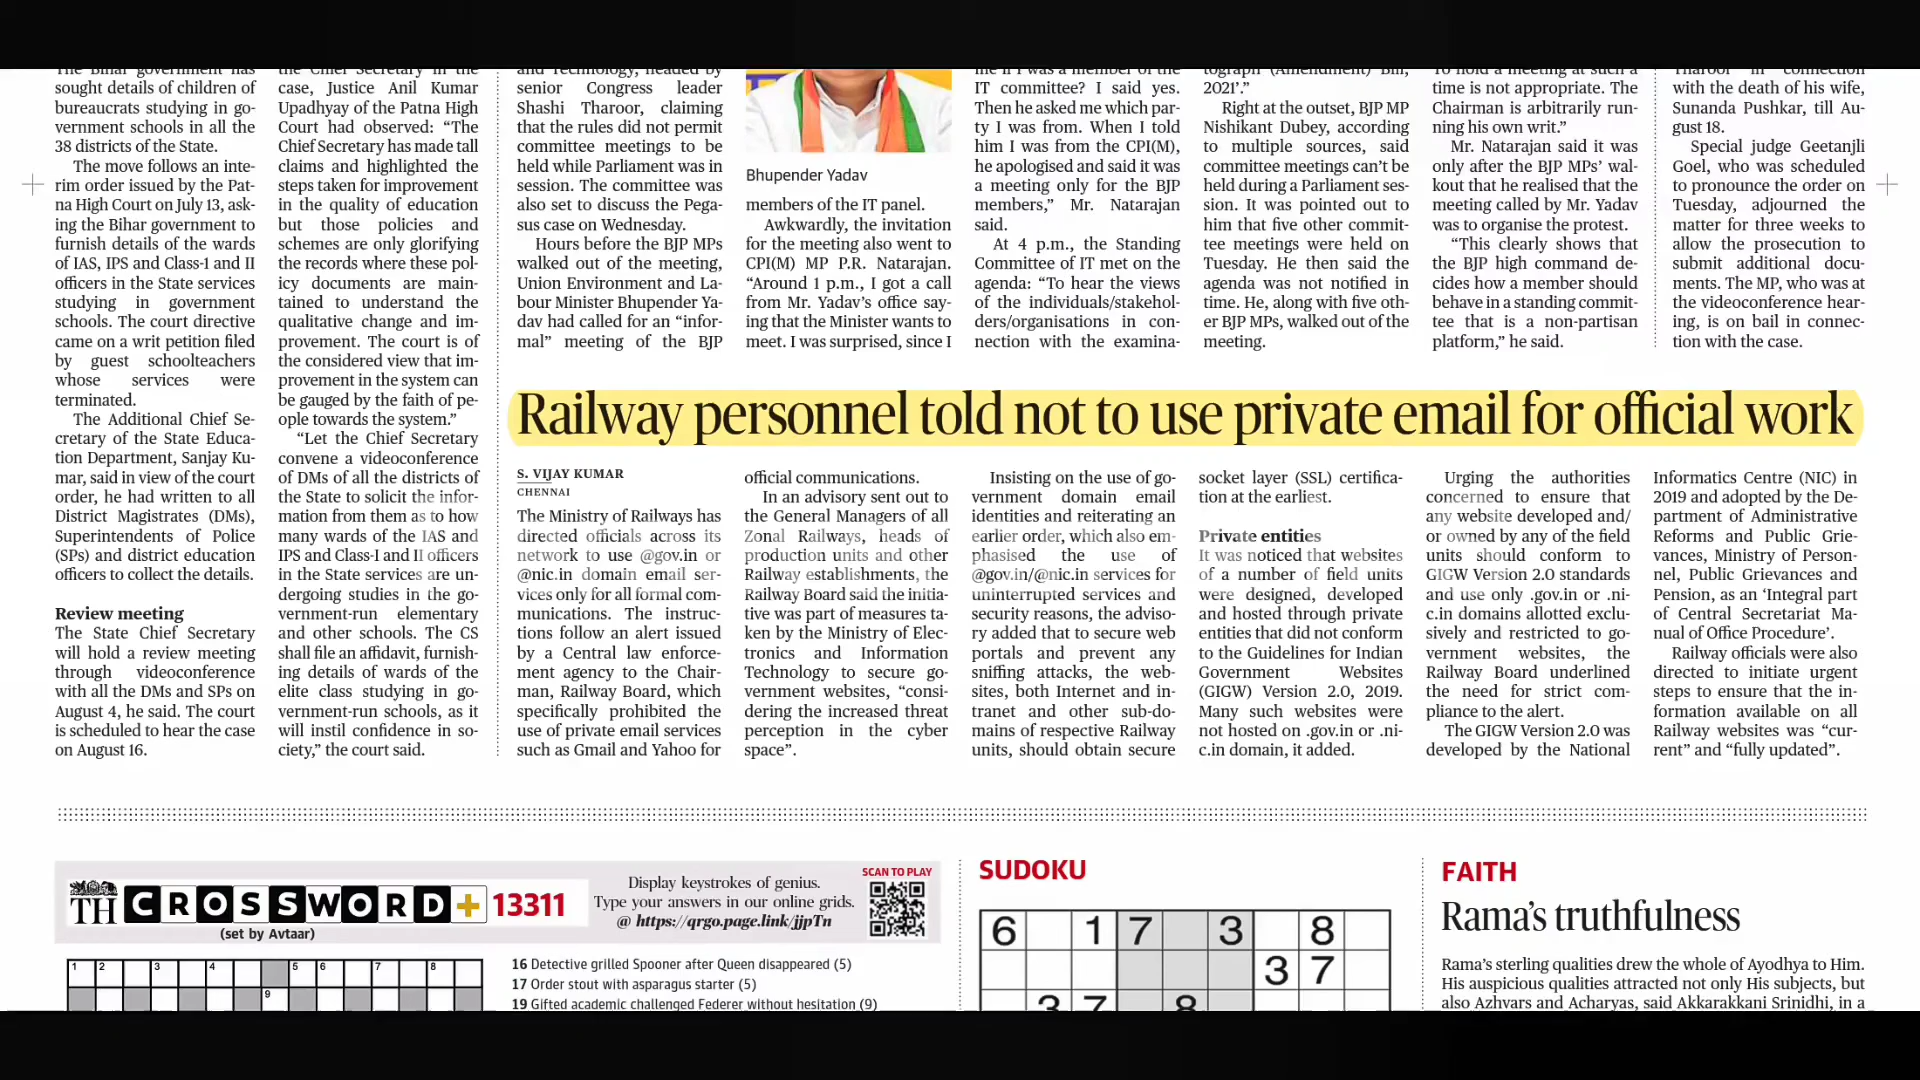 The Bihar government has
sought details of children of
bureaucrats studying in go-
vernment schools in all the
38 districts of the State.
The move follows an inte-
rim order issued by the Pat-
na High Court on July 13, ask-
ing the Bihar government to
furnish details of the wards
of IAS, IPS and Class-1 and II
officers in the State services
studying in government
schools. The court directive
came on a writ petition filed
by guest schoolteachers
whose services were
terminated.
The Additional Chief Se-
cretary of the State Educa-
tion Department, Sanjay Ku-
mar, said in view of the court
order, he had written to all
District Magistrates (DMs),
Superintendents of Police
(SPs) and district education
officers to collect the details.
Review meeting
The State Chief Secretary
will hold a review meeting
through videoconference
with all the DMs and SPs on
August 4, he said. The court
is scheduled to hear the case
on August 16.
the Chief Secretary in the
case, Justice Anil Kumar
Upadhyay of the Patna High
Court had observed: “The
Chief Secretary has made tall
claims and highlighted the
steps taken for improvement
in the quality of education
but those policies and
schemes are only glorifying
the records where these pol-
icy documents are main-
tained to understand the
qualitative change and im-
provement. The court is of
the considered view that im-
provement in the system can
be gauged by the faith of pe-
ople towards the system.”
“Let the Chief Secretary
convene a videoconference
of DMs of all the districts of
the State to solicit the infor-
mation from them as to how
many wards of the IAS and
IPS and Class-I and II officers
in the State services are un-
dergoing studies in the go-
vernment-run elementary
and other schools. The CS
shall file an affidavit, furnish-
ing details of wards of the
elite class studying in go-
vernment-run schools, as it
will instil confidence in so-
ciety,” the court said.
and Technology, headed by
senior Congress leader
Shashi Tharoor, claiming
that the rules did not permit
committee meetings to be
held while Parliament was in
session. The committee was
also set to discuss the Pega-
sus case on Wednesday.
Hours before the BJP MPs
walked out of the meeting,
Union Environment and La-
bour Minister Bhupender Ya-
dav had called for an “infor-
mal” meeting of the BJP
Bhupender Yadav
members of the IT panel.
Awkwardly, the invitation
for the meeting also went to
CPI(M) MP P.R. Natarajan.
“Around 1 p.m., I got a call
from Mr. Yadav’s office say-
ing that the Minister wants to
meet. I was surprised, since I
me if I was a member of the
IT committee? I said yes.
Then he asked me which par-
ty I was from. When I told
him I was from the CPI(M),
he apologised and said it was
a meeting only for the BJP
members,” Mr. Natarajan
said.
At 4 p.m., the Standing
Committee of IT met on the
agenda: “To hear the views
of the individuals/stakehol-
ders/organisations in con-
nection with the examina-
tograph (Amendment) Bill,
2021’.”
Right at the outset, BJP MP
Nishikant Dubey, according
to multiple sources, said
committee meetings can’t be
held during a Parliament ses-
sion. It was pointed out to
him that five other commit-
tee meetings were held on
Tuesday. He then said the
agenda was not notified in
time. He, along with five oth-
er BJP MPs, walked out of the
meeting.
To hold a meeting at such a
time is not appropriate. The
Chairman is arbitrarily run-
ning his own writ.”
Mr. Natarajan said it was
only after the BJP MPs’ wal-
kout that he realised that the
meeting called by Mr. Yadav
was to organise the protest.
“This clearly shows that
the BJP high command de-
cides how a member should
behave in a standing commit-
tee that is a non-partisan
platform,” he said.
Tharoor in connection
with the death of his wife,
Sunanda Pushkar, till Au-
gust 18.
Special judge Geetanjli
Goel, who was scheduled
to pronounce the order on
Tuesday, adjourned the
matter for three weeks to
allow the prosecution to
submit additional docu-
ments. The MP, who was at
the videoconference hear-
ing, is on bail in connec-
tion with the case.
Railway personnel told not to use private email for official work
S. VIJAY KUMAR
CHENNAI
The Ministry of Railways has
directed officials across its
network to use @gov.in or
@nic.in domain email ser-
vices only for all formal com-
munications. The instruc-
tions follow an alert issued
by a Central law enforce-
ment agency to the Chair-
man, Railway Board, which
specifically prohibited the
use of private email services
such as Gmail and Yahoo for
official communications.
In an advisory sent out to
the General Managers of all
Zonal Railways, heads of
production units and other
Railway establishments, the
Railway Board said the initia-
tive was part of measures ta-
ken by the Ministry of Elec-
tronics and Information
Technology to secure go-
vernment websites, “consi-
dering the increased threat
perception in the cyber
space”.
Insisting on the use of go-
vernment domain email
identities and reiterating an
earlier order, which also em-
phasised the use of
@gov.in/@nic.in services for
uninterrupted services and
security reasons, the adviso-
ry added that to secure web
portals and prevent any
sniffing attacks, the web-
sites, both Internet and in-
tranet and other sub-do-
mains of respective Railway
units, should obtain secure
socket layer (SSL) certifica-
tion at the earliest.
Private entities
It was noticed that websites
of a number of field units
were designed, developed
and hosted through private
entities that did not conform
to the Guidelines for Indian
Government Websites
(GIGW) Version 2.0, 2019.
Many such websites were
not hosted on .gov.in or .ni-
c.in domain, it added.
Urging the authorities
concerned to ensure that
any website developed and/
or owned by any of the field
units should conform to
GIGW Version 2.0 standards
and use only .gov.in or .ni-
c.in domains allotted exclu-
sively and restricted to go-
vernment websites, the
Railway Board underlined
the need for strict com-
pliance to the alert.
The GIGW Version 2.0 was
developed by the National
Informatics Centre (NIC) in
2019 and adopted by the De-
partment of Administrative
Reforms and Public Grie-
vances, Ministry of Person-
nel, Public Grievances and
Pension, as an ‘Integral part
of Central Secretariat Ma-
nual of Office Procedure’.
Railway officials were also
directed to initiate urgent
steps to ensure that the in-
formation available on all
Railway websites was “cur-
rent” and “fully updated”.
TH CROSSWORD+ 13311
(set by Avtaar)
Display keystrokes of genius.
Type your answers in our online grids.
@ https://qrgo.page.link/jjpTn
SCAN TO PLAY
1 2 3 4 5 6 7 8
9
16 Detective grilled Spooner after Queen disappeared (5)
17 Order stout with asparagus starter (5)
19 Gifted academic challenged Federer without hesitation (9)
SUDOKU
6 1 7 3 8
3 7
3 7 8
FAITH
Rama’s truthfulness
Rama’s sterling qualities drew the whole of Ayodhya to Him.
His auspicious qualities attracted not only His subjects, but
also Azhvars and Acharyas, said Akkarakkani Srinidhi, in a